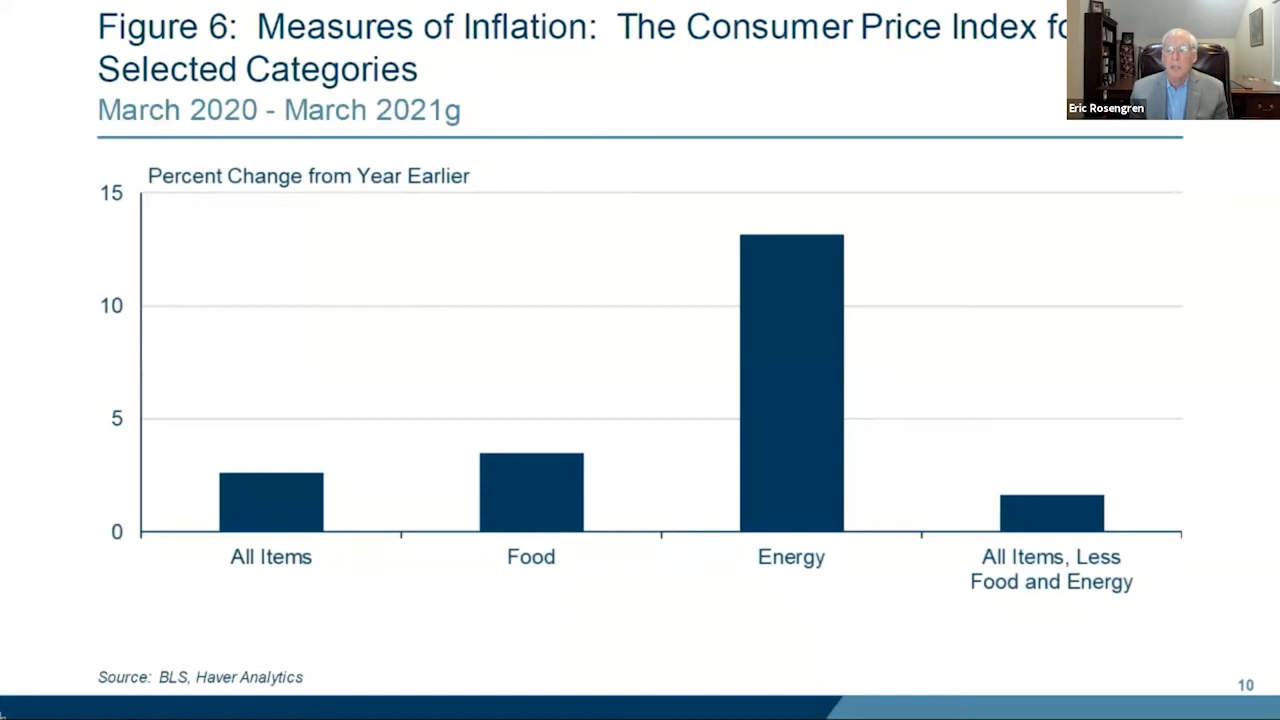 Figure 6:  Measures of Inflation:  The Consumer Price Index
Selected Categories
March 2020 - March 2021g
Eric Rosengren
Percent Change from Year Earlier
15
10
5
0
All Items
Food
Energy
All Items, Less
Food and Energy
Source:  BLS, Haver Analytics
10